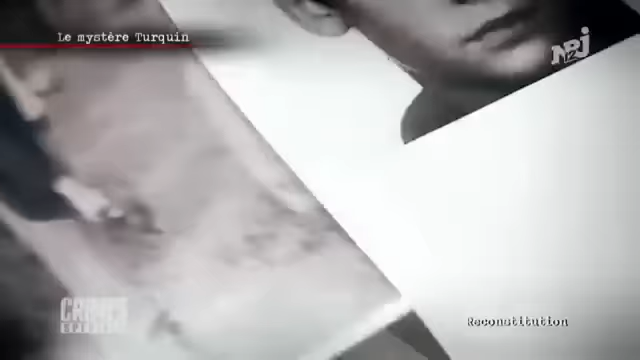 Le mystère Turquin
NRJ
12
CRIMES
Reconstitution